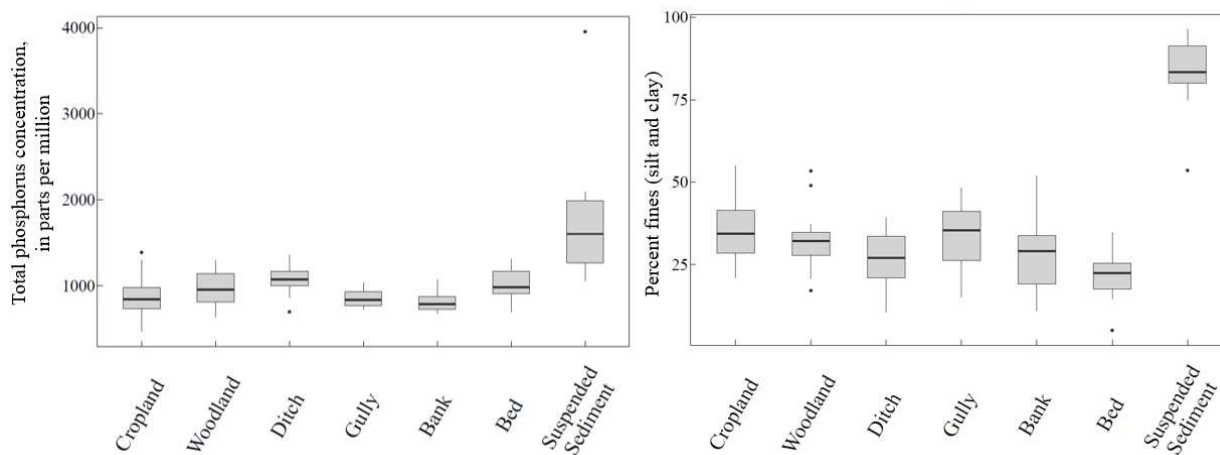 Total phosphorus concentration,
in parts per million
4000
3000
2000
1000
Cropland
Woodland
Ditch
Gully
Bank
Bed
Suspended
Sediment
Percent fines (silt and clay)
100
75
50
25
Cropland
Woodland
Ditch
Gully
Bank
Bed
Suspended
Sediment